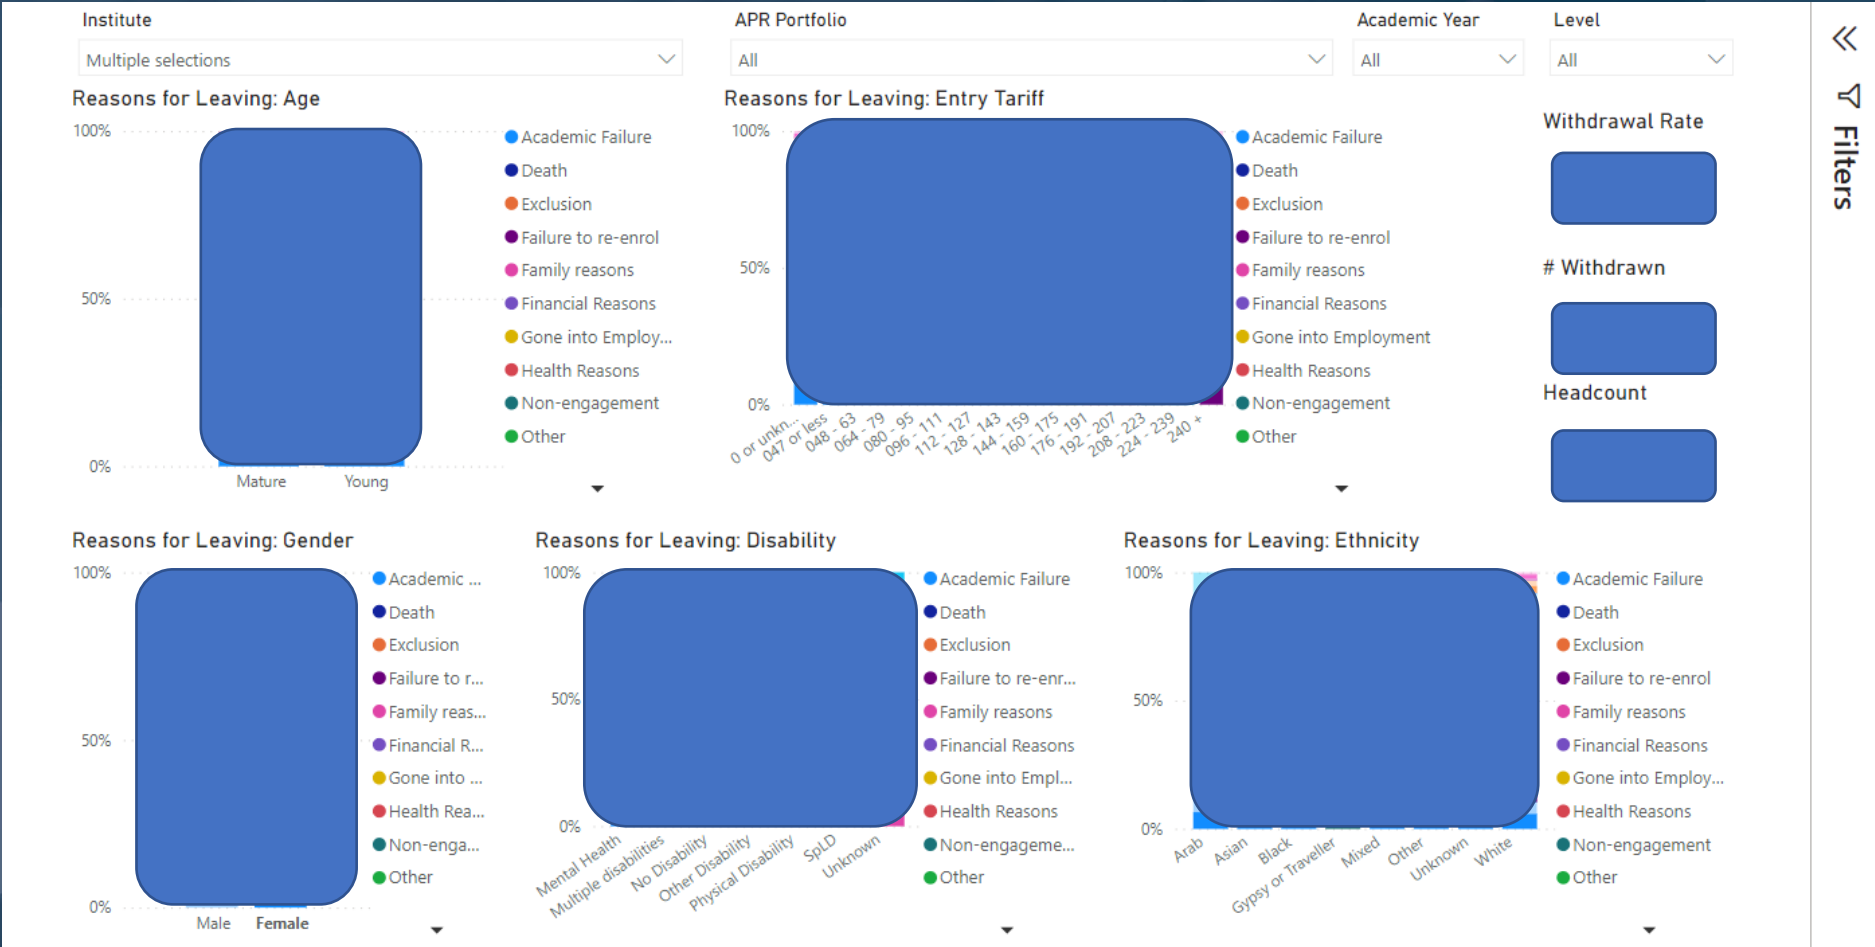 Institute
Multiple selections
APR Portfolio
All
Academic Year
All
Level
All
Filters
Reasons for Leaving: Age
100%
50%
0%
Mature
Young
Academic Failure
Death
Exclusion
Failure to re-enrol
Family reasons
Financial Reasons
Gone into Employ...
Health Reasons
Non-engagement
Other
Reasons for Leaving: Entry Tariff
100%
50%
0%
0 or unkn...
047 or less
048 - 63
064 - 79
080 - 95
096 - 111
112 - 127
128 - 143
144 - 159
160 - 175
176 - 191
192 - 207
208 - 223
224 - 239
240 +
Academic Failure
Death
Exclusion
Failure to re-enrol
Family reasons
Financial Reasons
Gone into Employment
Health Reasons
Non-engagement
Other
Withdrawal Rate
# Withdrawn
Headcount
Reasons for Leaving: Gender
100%
50%
0%
Male
Female
Academic ...
Death
Exclusion
Failure to r...
Family reas...
Financial R...
Gone into ...
Health Rea...
Non-enga...
Other
Reasons for Leaving: Disability
100%
50%
0%
Mental Health
Multiple disabilities
No Disability
Other Disability
Physical Disability
SpLD
Unknown
Academic Failure
Death
Exclusion
Failure to re-enr...
Family reasons
Financial Reasons
Gone into Empl...
Health Reasons
Non-engageme...
Other
Reasons for Leaving: Ethnicity
100%
50%
0%
Arab
Asian
Black
Gypsy or Traveller
Mixed
Other
Unknown
White
Academic Failure
Death
Exclusion
Failure to re-enrol
Family reasons
Financial Reasons
Gone into Employ...
Health Reasons
Non-engagement
Other